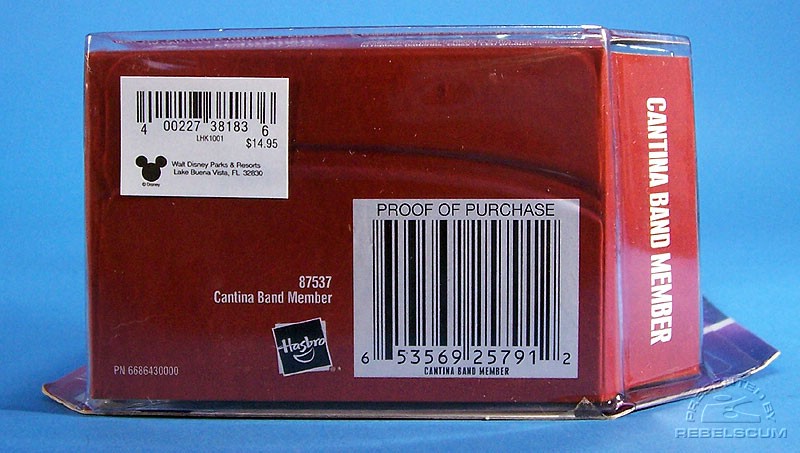 4 00227 38183 6
LHK1001
$14.95
Walt Disney Parks & Resorts
Lake Buena Vista, FL 32830
© Disney
PROOF OF PURCHASE
6 53569 25791 2
CANTINA BAND MEMBER
87537
Cantina Band Member
Hasbro
PN 6686430000
CANTINA BAND MEMBER
PRESENTED BY
REBELSCUM